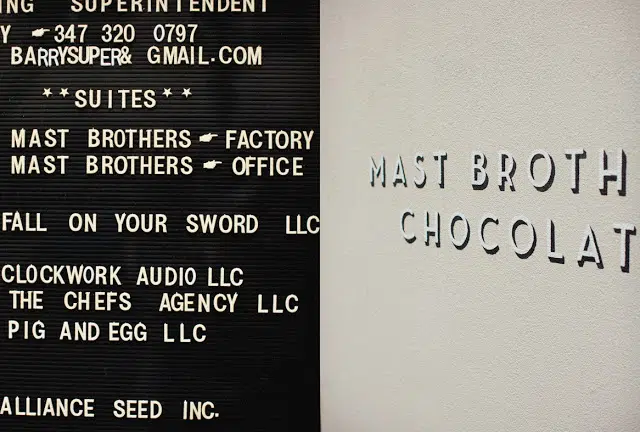 ING SUPERINTENDENT
Y ☛ 347 320 0797
BARRYSUPER& GMAIL.COM
**SUITES**
MAST BROTHERS ☛ FACTORY
MAST BROTHERS ☛ OFFICE
FALL ON YOUR SWORD LLC
CLOCKWORK AUDIO LLC
THE CHEFS AGENCY LLC
PIG AND EGG LLC
ALLIANCE SEED INC.
MAST BROTH
CHOCOLAT